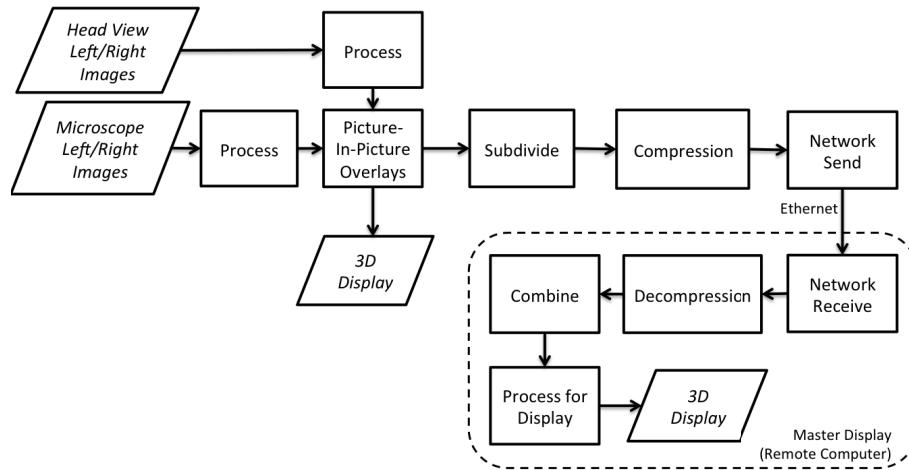 Head View
Left/Right
Images
Process
Microscope
Left/Right
Images
Process
Picture-
In-Picture
Overlays
Subdivide
Compression
Network
Send
Ethernet
3D
Display
Combine
Decompression
Network
Receive
Process for
Display
3D
Display
Master Display
(Remote Computer)